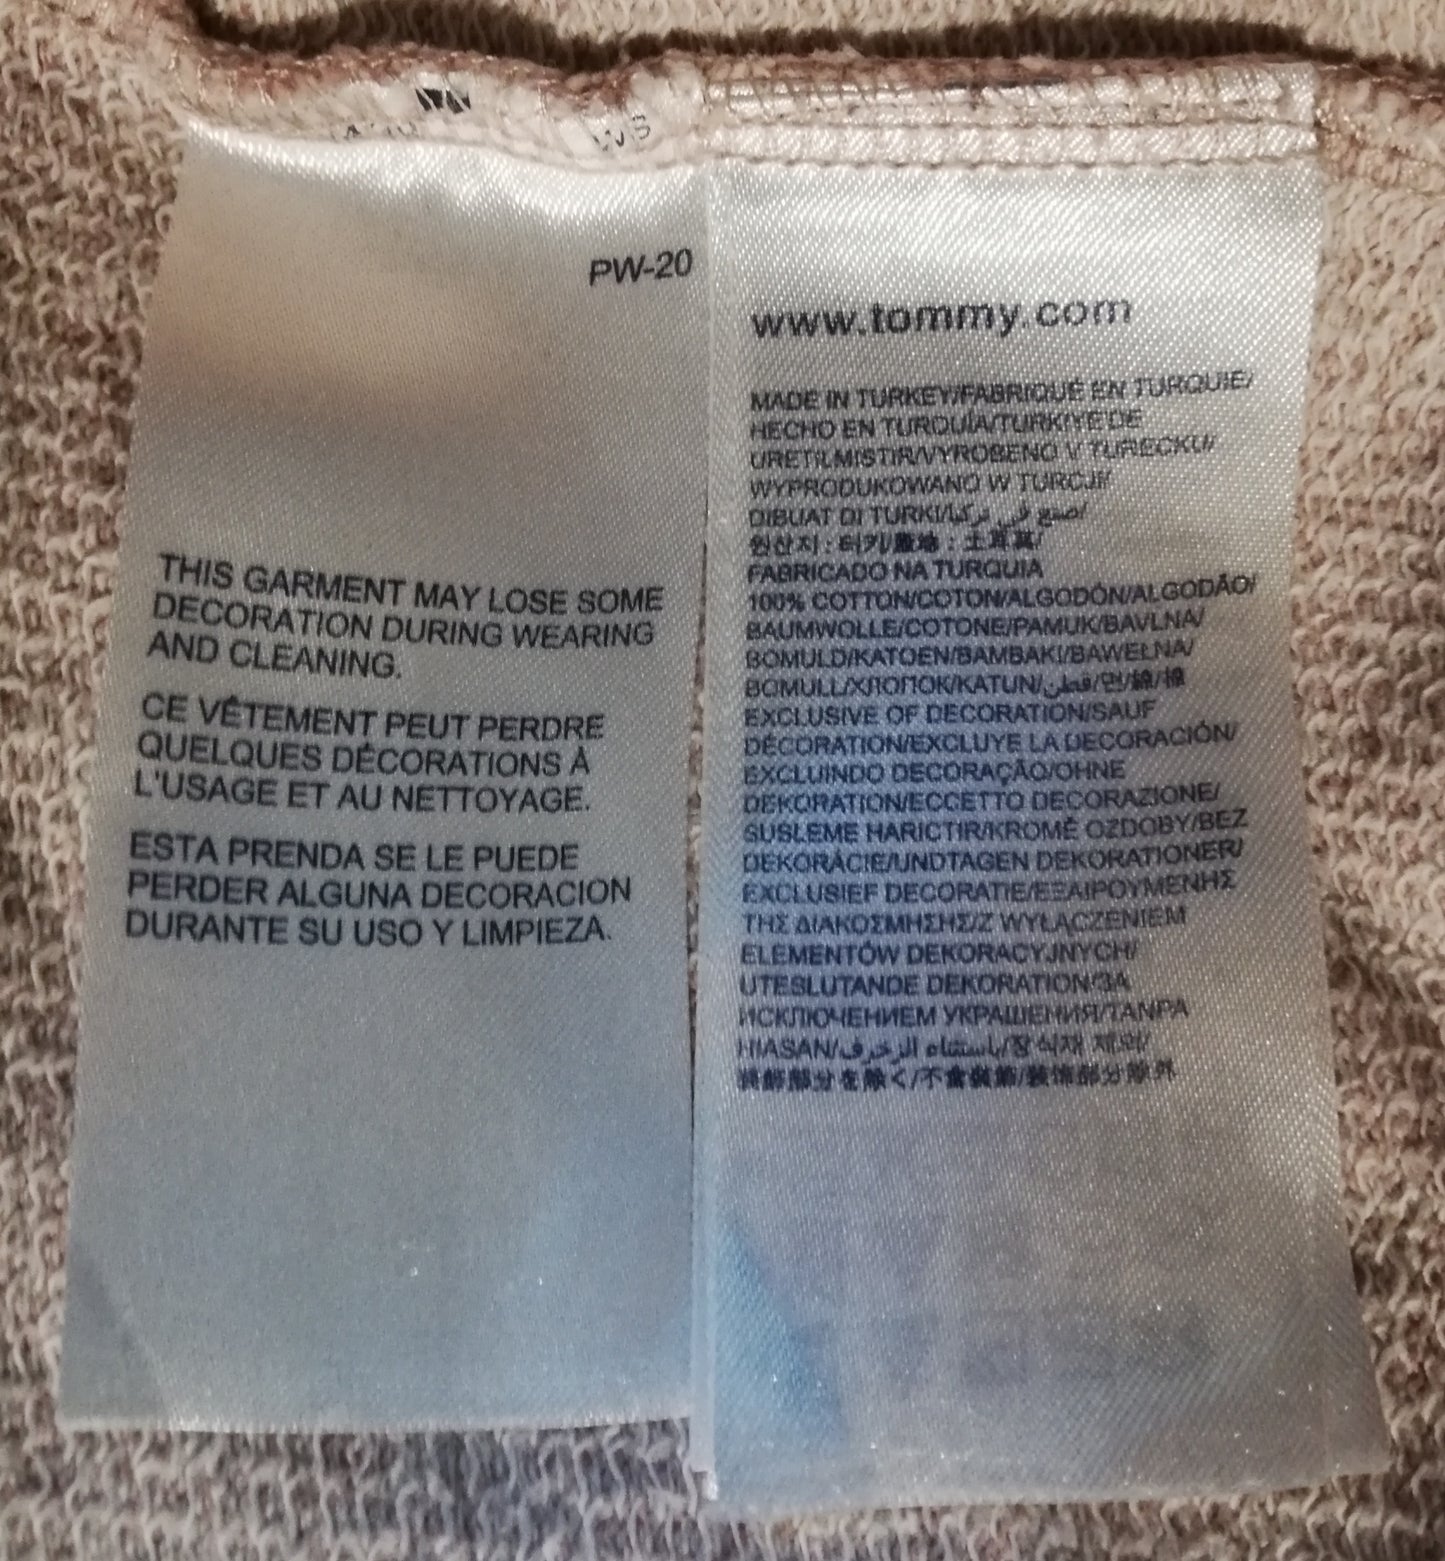 PW-20
THIS GARMENT MAY LOSE SOME
DECORATION DURING WEARING
AND CLEANING.
CE VÊTEMENT PEUT PERDRE
QUELQUES DÉCORATIONS À
L'USAGE ET AU NETTOYAGE.
ESTA PRENDA SE LE PUEDE
PERDER ALGUNA DECORACION
DURANTE SU USO Y LIMPIEZA.
www.tommy.com
MADE IN TURKEY/FABRIQUÉ EN TURQUIE/
HECHO EN TURQUÍA/TURKIYE'DE
URETILMISTIR/VYROBENO V TURECKU/
WYPRODUKOWANO W TURCJI/
DIBUAT DI TURKI/صنع في تركيا/
원산지 : 터키/產地 : 土耳其/
FABRICADO NA TURQUIA
100% COTTON/COTON/ALGODÓN/ALGODÃO/
BAUMWOLLE/COTONE/PAMUK/BAVLNA/
BOMULD/KATOEN/BAMBAKI/BAWEŁNA/
BOMULL/ХЛОПОК/KATUN/قطن/면/綿/棉
EXCLUSIVE OF DECORATION/SAUF
DÉCORATION/EXCLUYE LA DECORACIÓN/
EXCLUINDO DECORAÇÃO/OHNE
DEKORATION/ECCETTO DECORAZIONE/
SUSLEME HARICTIR/KROMĚ OZDOBY/BEZ
DEKORÁCIE/UNDTAGEN DEKORATIONER/
EXCLUSIEF DECORATIE/ΕΞΑΙΡΟΥΜΕΝΗΣ
ΤΗΣ ΔΙΑΚΟΣΜΗΣΗΣ/Z WYŁĄCZENIEM
ELEMENTÓW DEKORACYJNYCH/
UTESLUTANDE DEKORATION/ЗА
ИСКЛЮЧЕНИЕМ УКРАШЕНИЯ/TANPA
HIASAN/باستثناء الزخرف/장식재 제외/
装飾部分を除く/不含裝飾/装饰部分除外